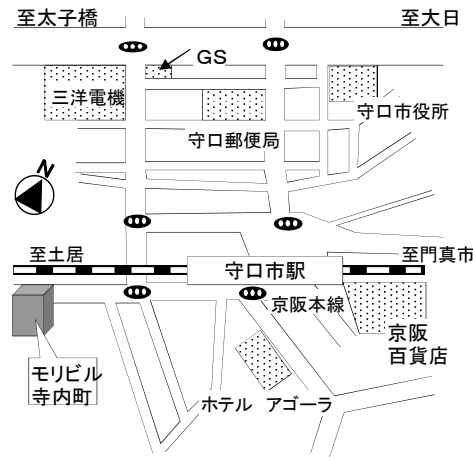 至太子橋
至大日
GS
三洋電機
守口市役所
守口郵便局
N
至土居
守口市駅
至門真市
京阪本線
京阪
百貨店
モリビル
寺内町
ホテル アゴーラ